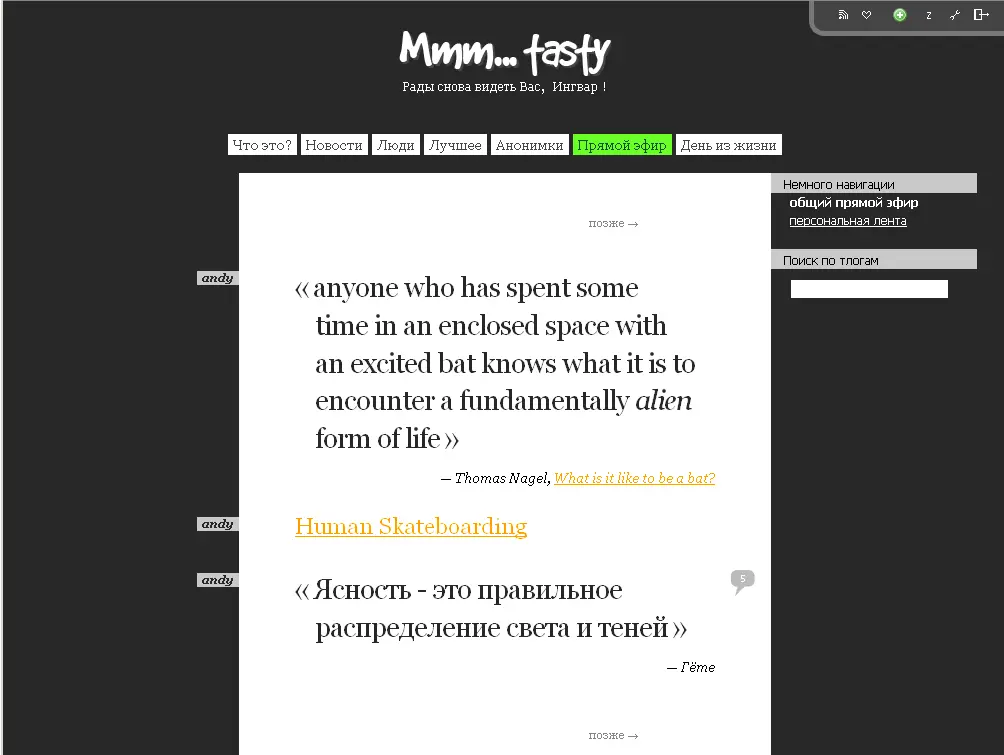 z
Mmm... tasty
Рады снова видеть Вас, Ингвар !
Что это? Новости Люди Лучшее Анонимки Прямой эфир День из жизни
Немного навигации
общий прямой эфир
персональная лента
Поиск по тлогам
позже →
andy
« anyone who has spent some
time in an enclosed space with
an excited bat knows what it is to
encounter a fundamentally alien
form of life »
— Thomas Nagel, What is it like to be a bat?
andy
Human Skateboarding
andy
« Ясность - это правильное
распределение света и теней »
5
— Гёте
позже →